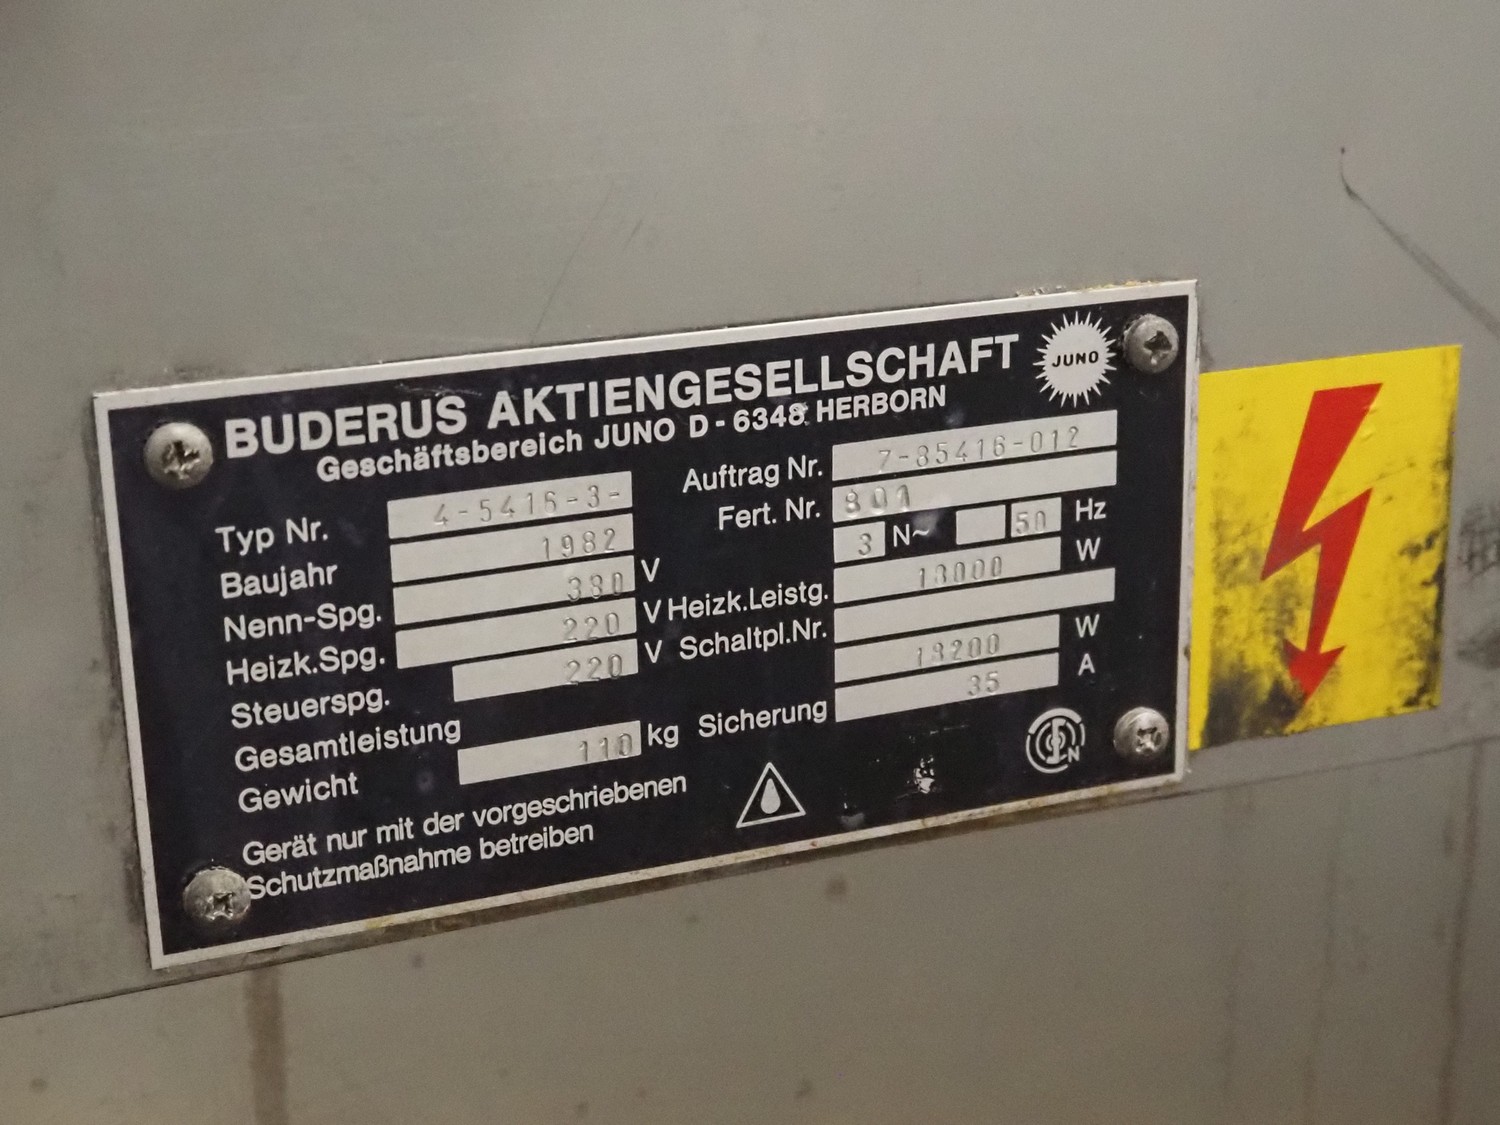 BUDERUS AKTIENGESELLSCHAFT
JUNO
Geschäftsbereich JUNO D-6348 HERBORN
Typ Nr. 4-5416-3-
Auftrag Nr. 7-85416-012
Baujahr 1982
Fert. Nr. 801
Nenn-Spg. 380 V
3 N~ 50 Hz
Heizk.Spg. 220 V
Heizk.Leistg. 18000 W
Steuerspg. 220 V
Schaltpl.Nr.
Gesamtleistung 18200 W
Gewicht 110 kg
Sicherung 35 A
Gerät nur mit der vorgeschriebenen
Schutzmaßnahme betreiben